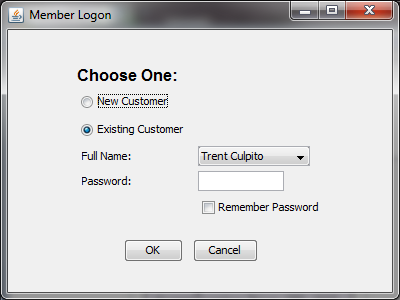 Member Logon
Choose One:
New Customer
Existing Customer
Full Name: Trent Culpito
Password:
Remember Password
OK Cancel